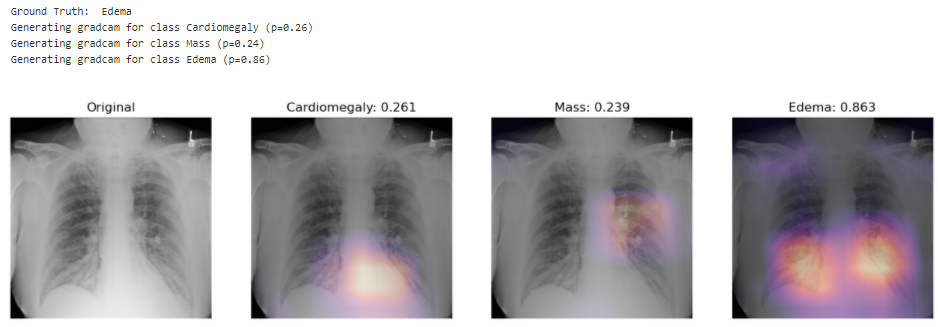 Ground Truth:  Edema
Generating gradcam for class Cardiomegaly (p=0.26)
Generating gradcam for class Mass (p=0.24)
Generating gradcam for class Edema (p=0.86)
Original
Cardiomegaly: 0.261
Mass: 0.239
Edema: 0.863